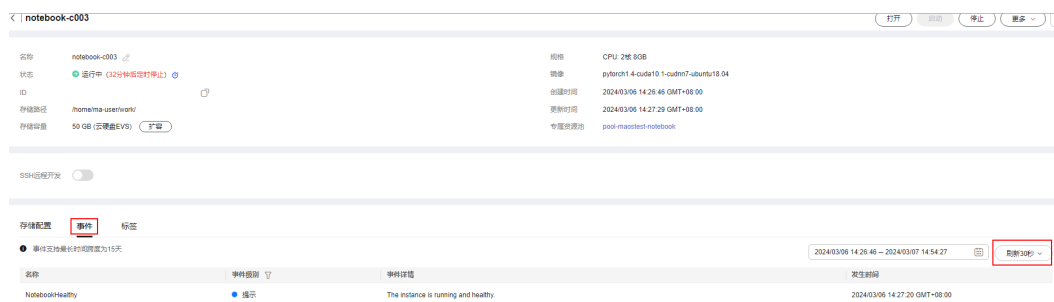 notebook-c003 打开 启动 停止 更多
名称 notebook-c003 规格 CPU: 2核 8GB
状态 运行中 (32分钟后定时停止) 镜像 pytorch1.4-cuda10.1-cudnn7-ubuntu18.04
ID 创建时间 2024/03/06 14:26:46 GMT+08:00
存储路径 /home/ma-user/work/ 更新时间 2024/03/06 14:27:29 GMT+08:00
存储容量 50 GB (云硬盘EVS) 扩容 专属资源池 pool-maostest-notebook
SSH远程开发
存储配置 事件 标签
事件支持最长时间跨度为15天 2024/03/06 14:26:46 — 2024/03/07 14:54:27 刷新30秒
名称 事件级别 事件详情 发生时间
NotebookHealthy 提示 The instance is running and healthy. 2024/03/06 14:27:20 GMT+08:00